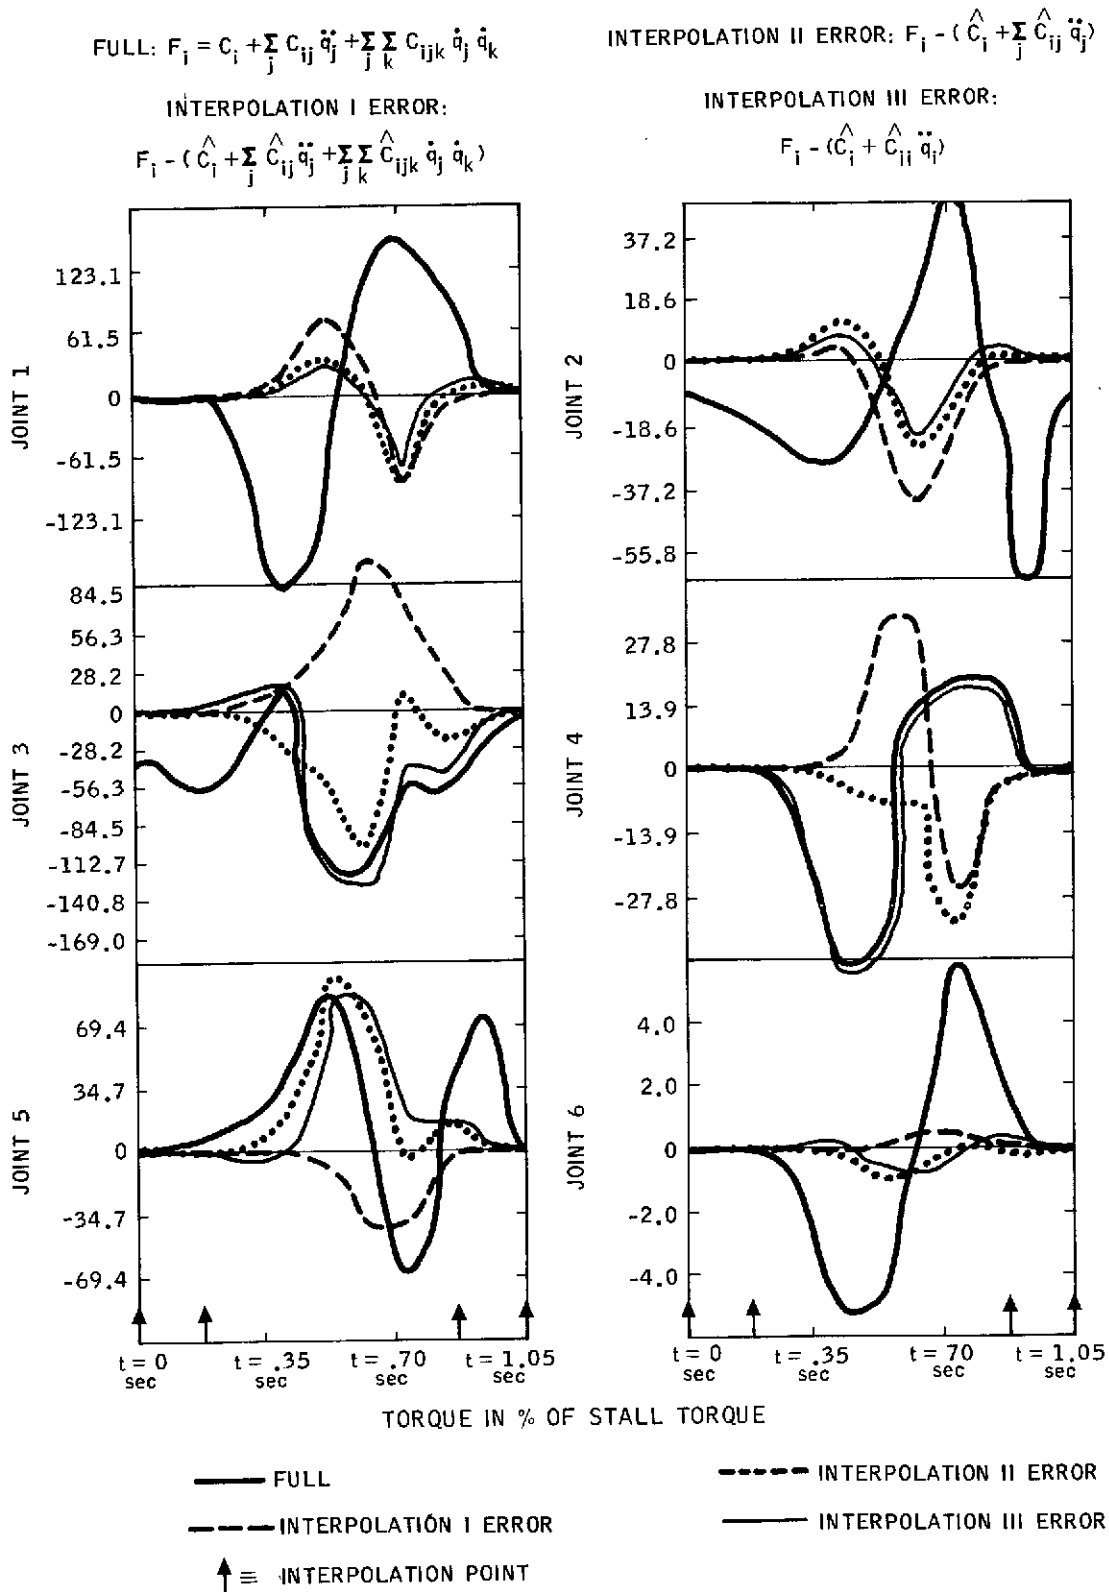 FULL: F_i = C_i + Σ_j C_ij q̈_j + Σ_j Σ_k C_ijk q̇_j q̇_k
INTERPOLATION I ERROR:
F_i - (Ĉ_i + Σ_j Ĉ_ij q̈_j + Σ_j Σ_k Ĉ_ijk q̇_j q̇_k)
INTERPOLATION II ERROR: F_i - (Ĉ_i + Σ_j Ĉ_ij q̈_j)
INTERPOLATION III ERROR:
F_i - (Ĉ_i + Ĉ_ii q̈_i)
JOINT 1
123.1
61.5
0
-61.5
-123.1
JOINT 2
37.2
18.6
0
-18.6
-37.2
-55.8
JOINT 3
84.5
56.3
28.2
0
-28.2
-56.3
-84.5
-112.7
-140.8
-169.0
JOINT 4
27.8
13.9
0
-13.9
-27.8
JOINT 5
69.4
34.7
0
-34.7
-69.4
JOINT 6
4.0
2.0
0
-2.0
-4.0
t = 0 sec
t = .35 sec
t = .70 sec
t = 1.05 sec
t = 0 sec
t = .35 sec
t = .70 sec
t = 1.05 sec
TORQUE IN % OF STALL TORQUE
FULL
INTERPOLATION I ERROR
≡ INTERPOLATION POINT
INTERPOLATION II ERROR
INTERPOLATION III ERROR